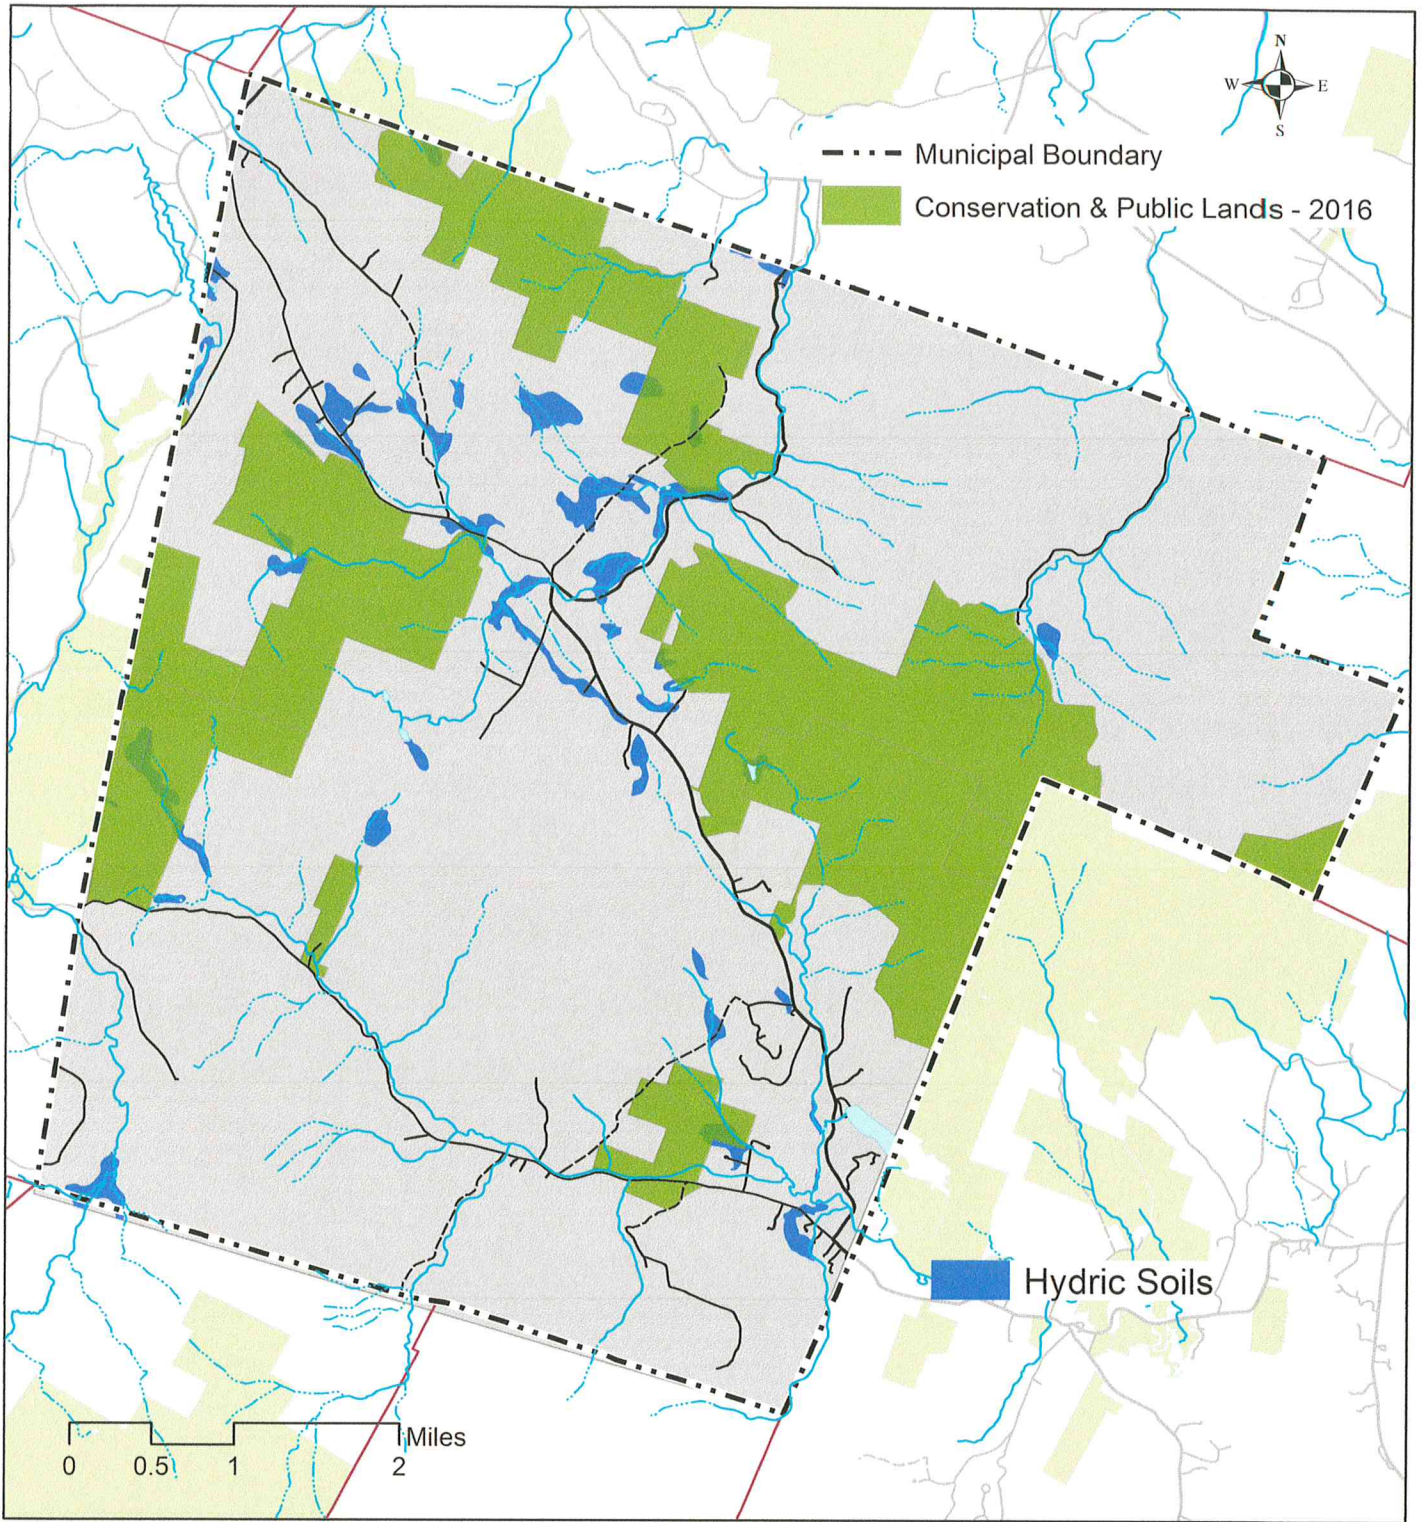 N
W E
S
Municipal Boundary
Conservation & Public Lands - 2016
Hydric Soils
Miles
0 0.5 1 2